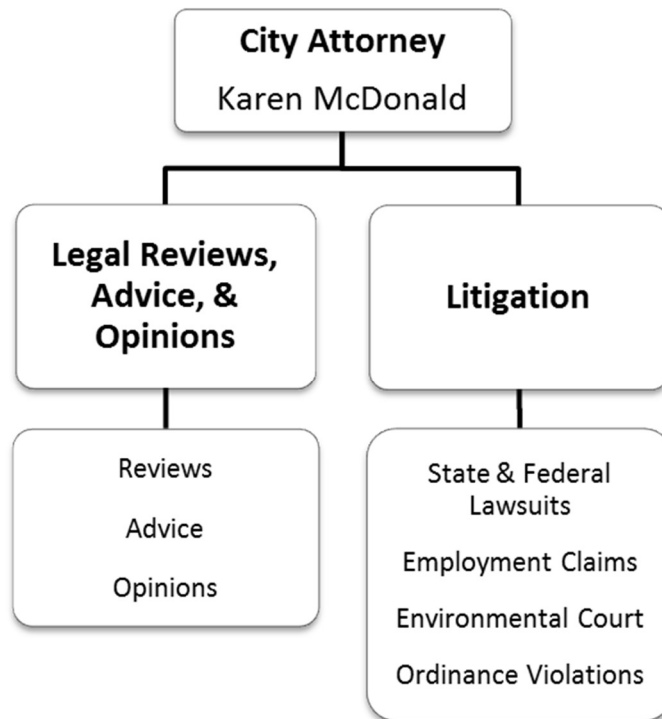 City Attorney
Karen McDonald
Legal Reviews,
Advice, &
Opinions
Litigation
Reviews
Advice
Opinions
State & Federal
Lawsuits
Employment Claims
Environmental Court
Ordinance Violations